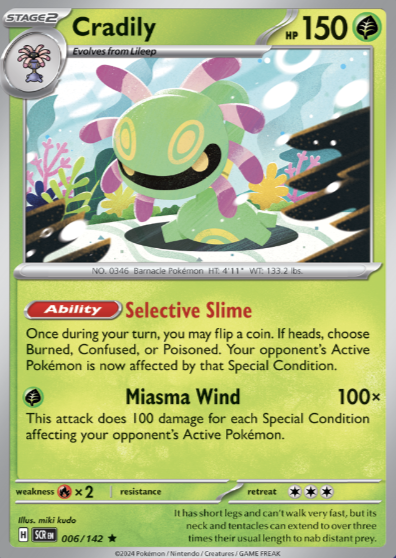 STAGE2 Cradily HP 150
Evolves from Lileep
NO. 0346 Barnacle Pokémon HT: 4'11" WT: 133.2 lbs.
Ability Selective Slime
Once during your turn, you may flip a coin. If heads, choose
Burned, Confused, or Poisoned. Your opponent's Active
Pokémon is now affected by that Special Condition.
Miasma Wind 100×
This attack does 100 damage for each Special Condition
affecting your opponent's Active Pokémon.
weakness ×2 resistance retreat
Illus. miki kudo
H SCR EN 006/142 ★
It has short legs and can't walk very fast, but its
neck and tentacles can extend to over three
times their usual length to nab distant prey.
©2024 Pokémon / Nintendo / Creatures / GAME FREAK